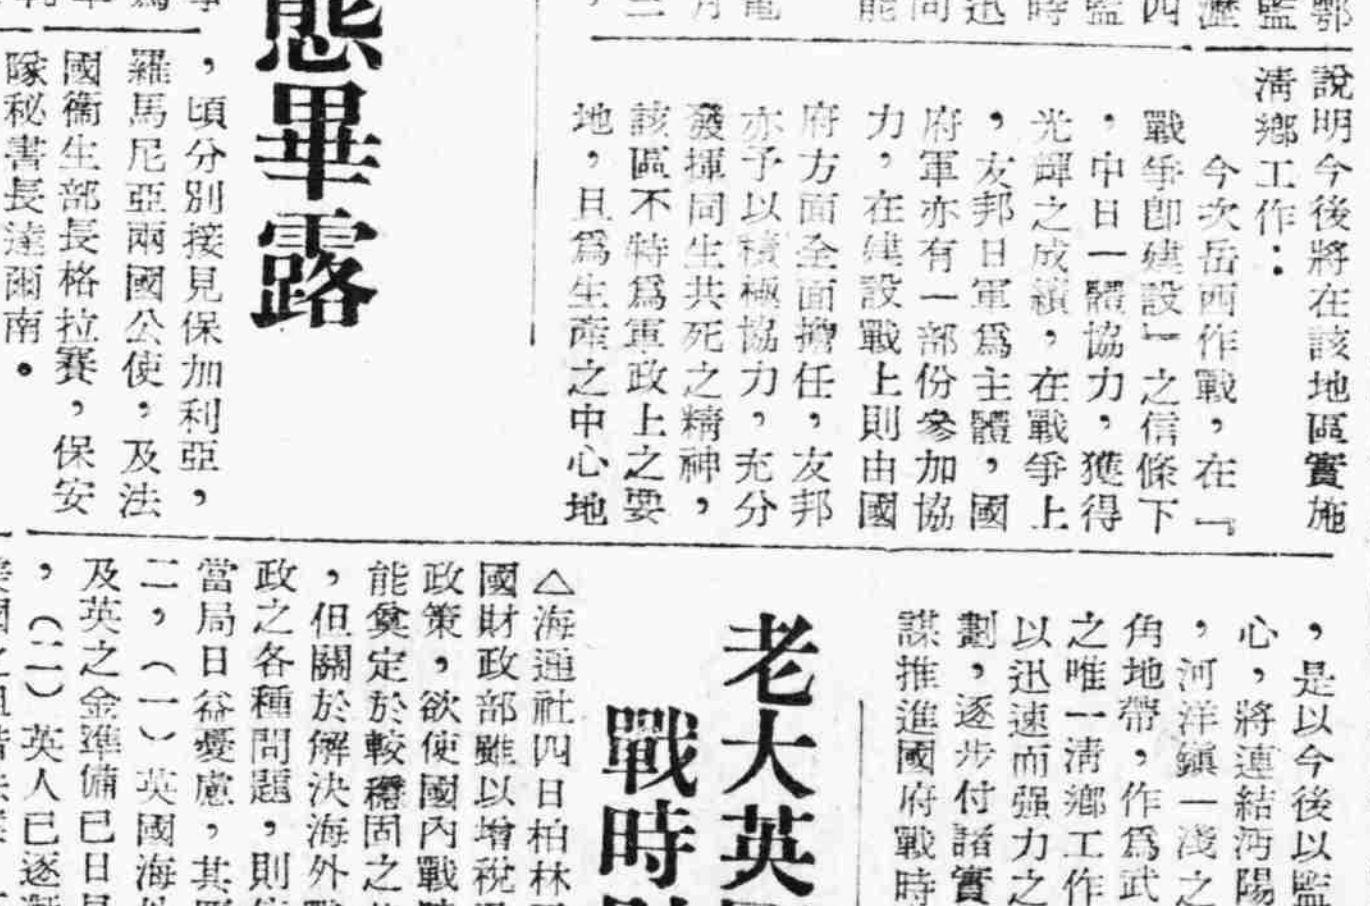 說明今後將在該地區實施
清鄉工作：
今次岳西作戰，在『
戰爭卽建設』之信條下
，中日一體協力，獲得
光輝之成績，在戰爭上
，友邦日軍爲主體，國
府軍亦有一部份參加協
力，在建設戰上則由國
府方面全面擔任，友邦
亦予以積極協力，充分
發揮同生共死之精神，
該區不特爲軍政上之要
地，且爲生產之中心地
態畢露
，頃分別接見保加利亞，
羅馬尼亞兩國公使，及法
國衞生部長格拉賽，保安
隊秘書長達爾南。
，是以今後以監
心，將連結沔陽
，河洋鎮一淺之
角地帶，作爲武
之唯一清鄉工作
以迅速而强力之
劃，逐步付諸實
謀推進國府戰時
老大英
戰時
△海通社四日柏林
國財政部雖以增稅
政策，欲使國內戰
能奠定於較穩固之
，但關於解決海外
政之各種問題，則
當局日益憂慮，其
二，（一）英國海
及英之金準備已日
，（二）英人已逐